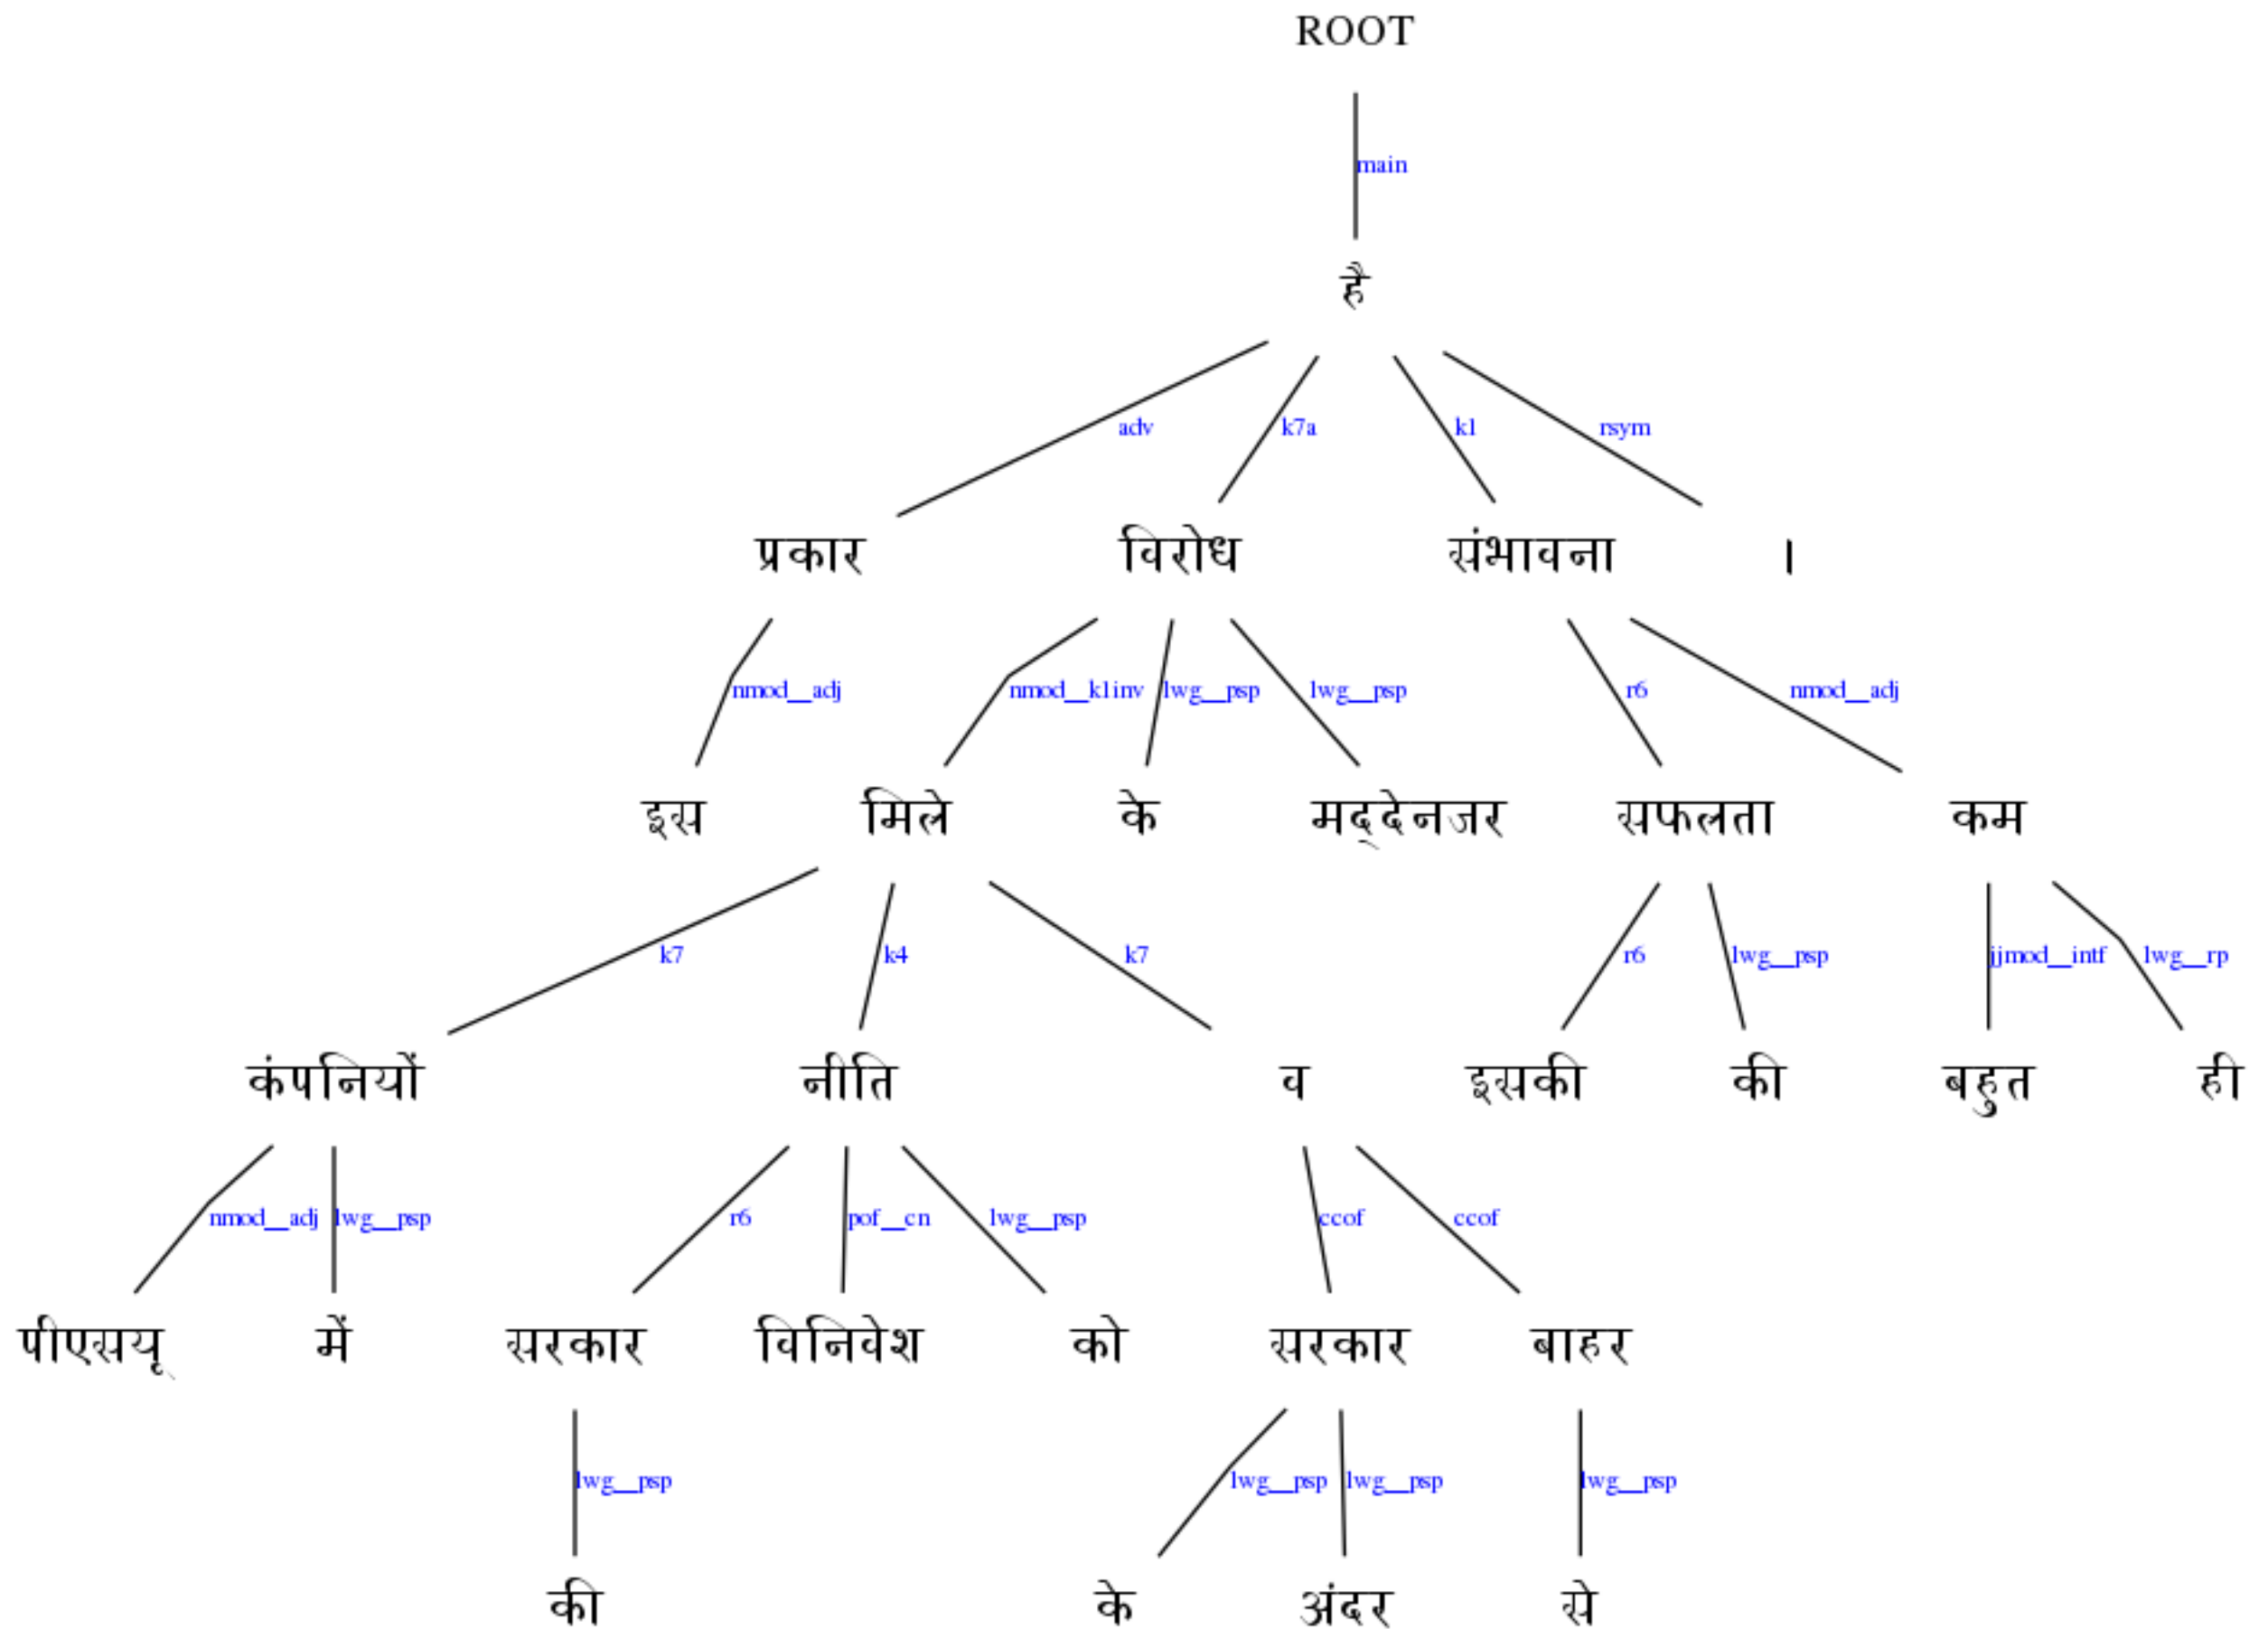 ROOT
main
है
adv k7a k1 rsym
प्रकार विरोध संभावना ।
nmod__adj nmod__k1inv lwg__psp lwg__psp r6 nmod__adj
इस मिले के मद्देनजर सफलता कम
k7 k4 k7 r6 lwg__psp jjmod__intf lwg__rp
कंपनियों नीति व इसकी की बहुत ही
nmod__adj lwg__psp r6 pof__cn lwg__psp ccof ccof
पीएसयू में सरकार विनिवेश को सरकार बाहर
lwg__psp lwg__psp lwg__psp lwg__psp
की के अंदर से